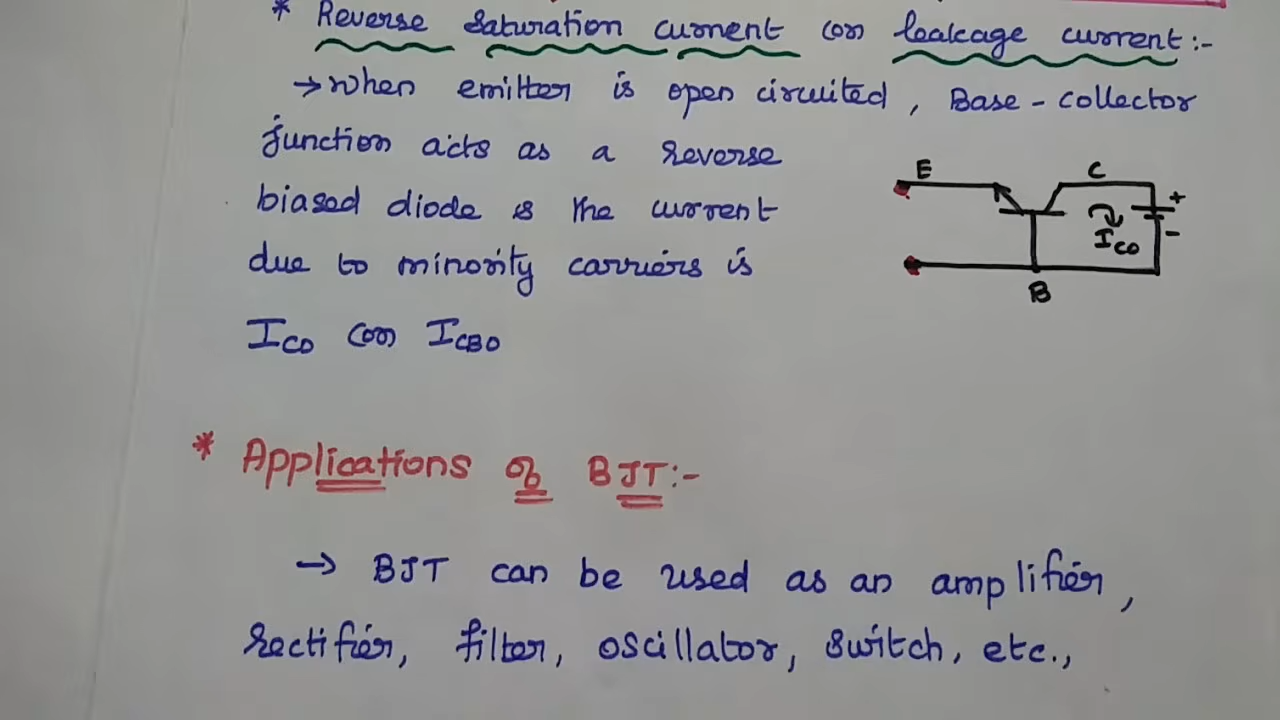 * Reverse saturation current (or) leakage current:-
→ When emitter is open circuited, Base-collector
junction acts as a reverse
biased diode is the current
due to minority carriers is
ICO (or) ICBO
E
C
+
-
ICO
B
* Applications of BJT:-
→ BJT can be used as an amplifier,
rectifier, filter, oscillator, switch, etc.,